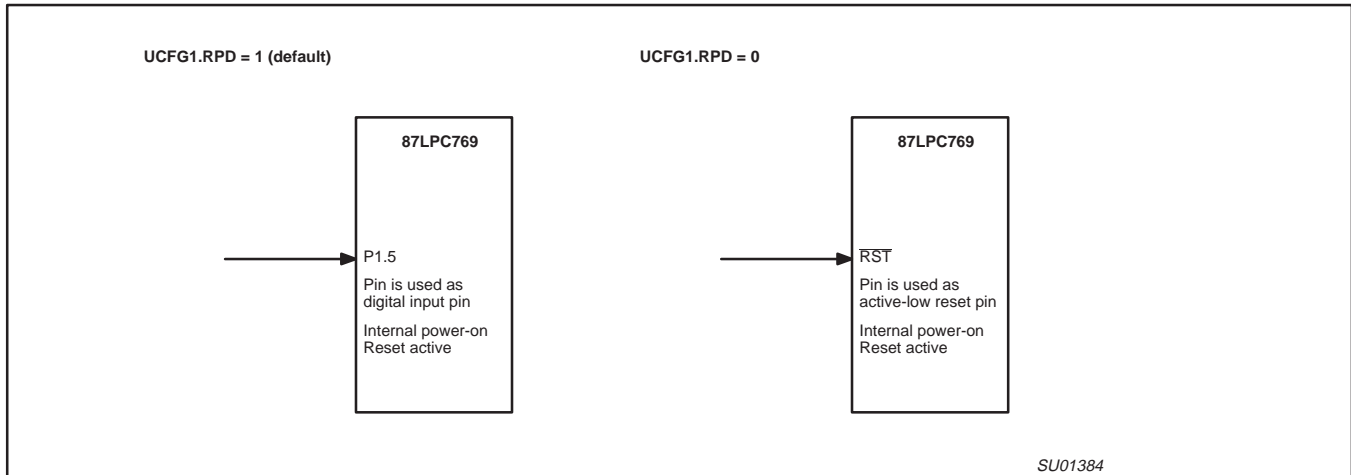 UCFG1.RPD = 1 (default)
UCFG1.RPD = 0
87LPC769
P1.5
Pin is used as
digital input pin
Internal power-on
Reset active
87LPC769
R̅S̅T̅
Pin is used as
active-low reset pin
Internal power-on
Reset active
SU01384